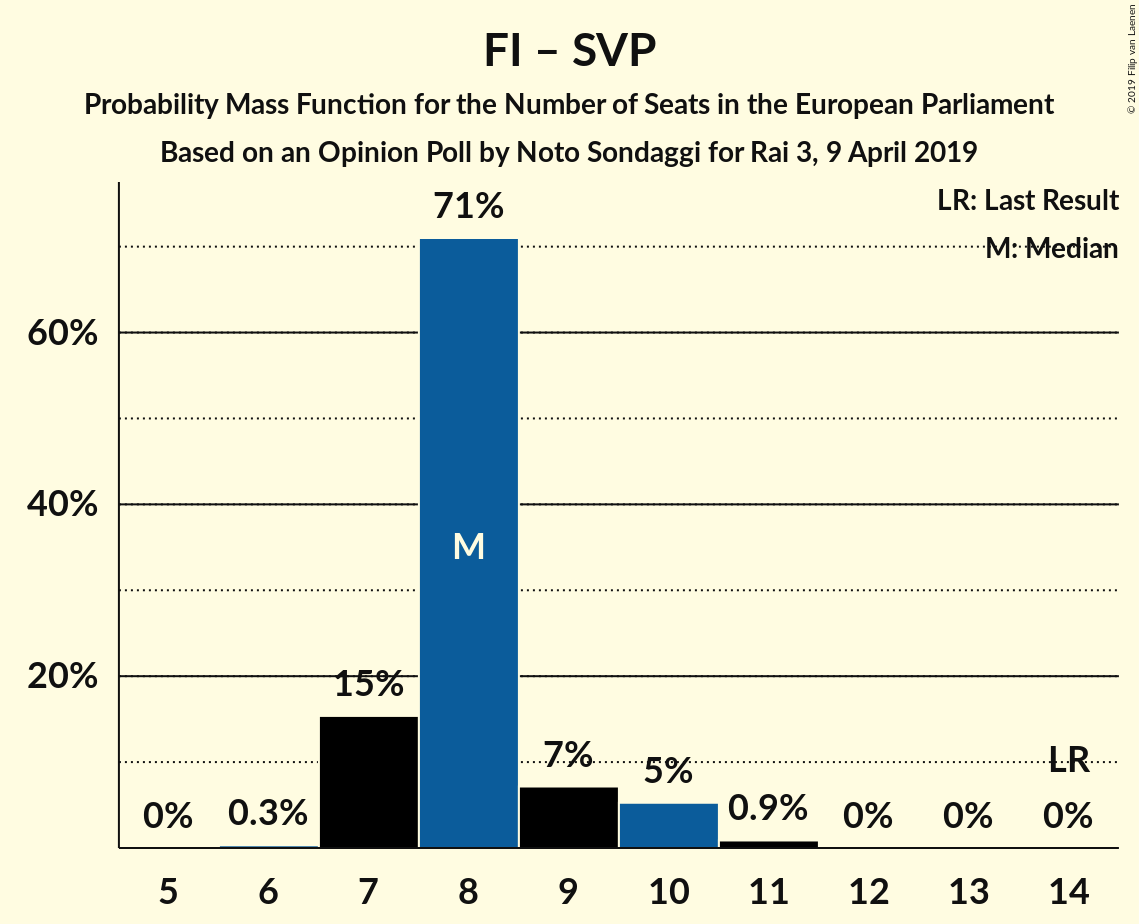 FI – SVP
Probability Mass Function for the Number of Seats in the European Parliament
Based on an Opinion Poll by Noto Sondaggi for Rai 3, 9 April 2019
© 2019 Filip van Laenen
LR: Last Result
M: Median
71%
60%
40%
M
20%
15%
7%
5%
LR
0%
0.3%
0.9%
0%
0%
0%
5 6 7 8 9 10 11 12 13 14